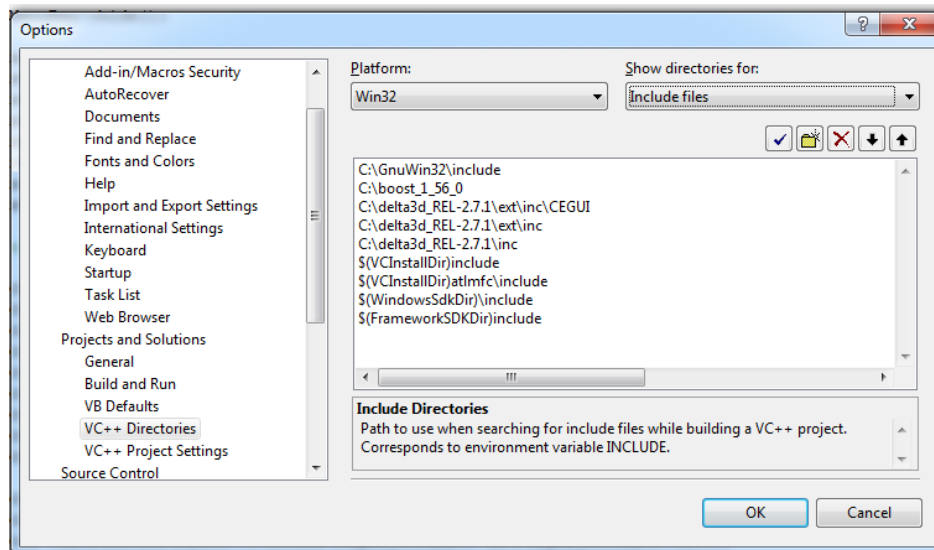 Options
Add-in/Macros Security
AutoRecover
Documents
Find and Replace
Fonts and Colors
Help
Import and Export Settings
International Settings
Keyboard
Startup
Task List
Web Browser
Projects and Solutions
General
Build and Run
VB Defaults
VC++ Directories
VC++ Project Settings
Source Control
Platform:
Win32
Show directories for:
Include files
C:\GnuWin32\include
C:\boost_1_56_0
C:\delta3d_REL-2.7.1\ext\inc\CEGUI
C:\delta3d_REL-2.7.1\ext\inc
C:\delta3d_REL-2.7.1\inc
$(VCInstallDir)include
$(VCInstallDir)atlmfc\include
$(WindowsSdkDir)\include
$(FrameworkSDKDir)include
Include Directories
Path to use when searching for include files while building a VC++ project.
Corresponds to environment variable INCLUDE.
OK
Cancel